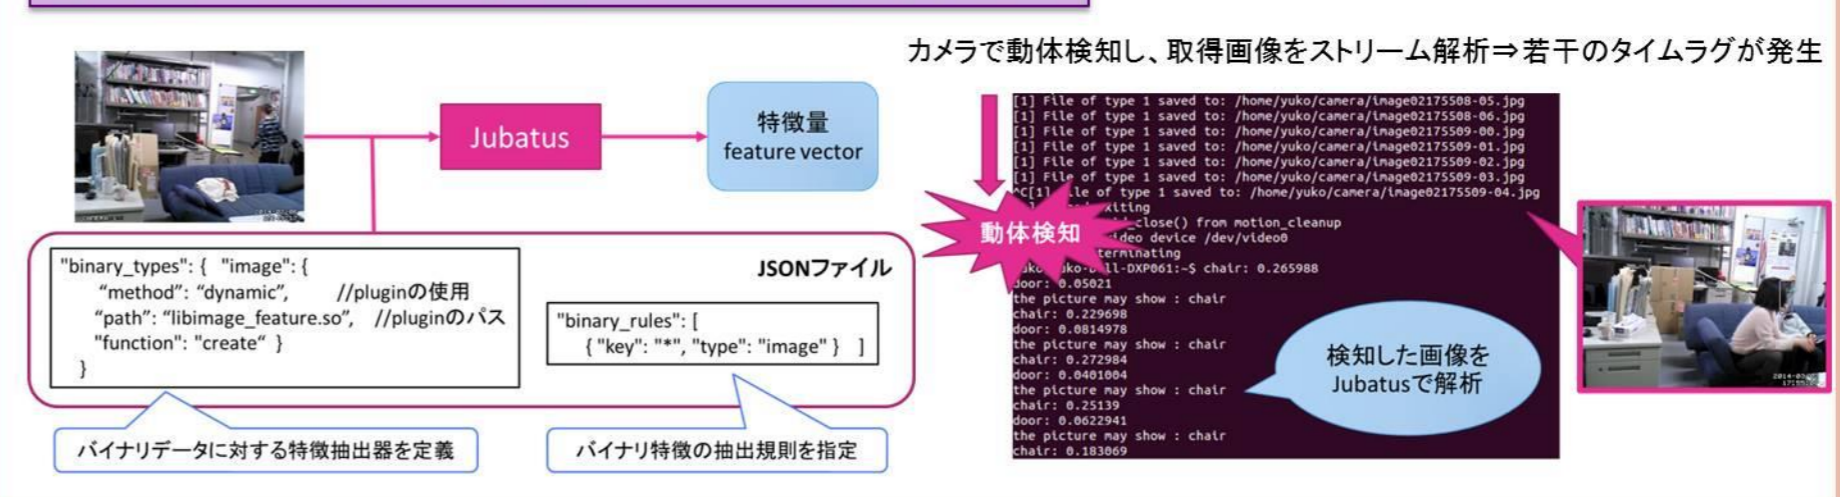 カメラで動体検知し、取得画像をストリーム解析⇒若干のタイムラグが発生
Jubatus
特徴量
feature vector
JSONファイル
"binary_types": { "image": {
"method": "dynamic", //pluginの使用
"path": "libimage_feature.so", //pluginのパス
"function": "create" }
}
"binary_rules": [
{ "key": "*", "type": "image" } ]
バイナリデータに対する特徴抽出器を定義
バイナリ特徴の抽出規則を指定
[1] File of type 1 saved to: /home/yuko/camera/image02175508-05.jpg
[1] File of type 1 saved to: /home/yuko/camera/image02175508-06.jpg
[1] File of type 1 saved to: /home/yuko/camera/image02175509-00.jpg
[1] File of type 1 saved to: /home/yuko/camera/image02175509-01.jpg
[1] File of type 1 saved to: /home/yuko/camera/image02175509-02.jpg
[1] File of type 1 saved to: /home/yuko/camera/image02175509-03.jpg
^C[1] le of type 1 saved to: /home/yuko/camera/image02175509-04.jpg
xiting
_close() from motion_cleanup
ideo device /dev/video0
terminating
ll-DXP061:~$ chair: 0.265988
door: 0.05021
the picture may show : chair
chair: 0.229698
door: 0.0814978
the picture may show : chair
chair: 0.272984
door: 0.0401004
the picture may show : chair
chair: 0.25139
door: 0.0622941
the picture may show : chair
chair: 0.183069
動体検知
検知した画像を
Jubatusで解析